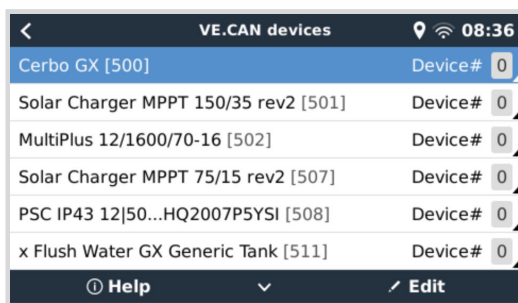 VE.CAN devices 08:36
Cerbo GX [500] Device# 0
Solar Charger MPPT 150/35 rev2 [501] Device# 0
MultiPlus 12/1600/70-16 [502] Device# 0
Solar Charger MPPT 75/15 rev2 [507] Device# 0
PSC IP43 12|50...HQ2007P5YSI [508] Device# 0
x Flush Water GX Generic Tank [511] Device# 0
Help Edit